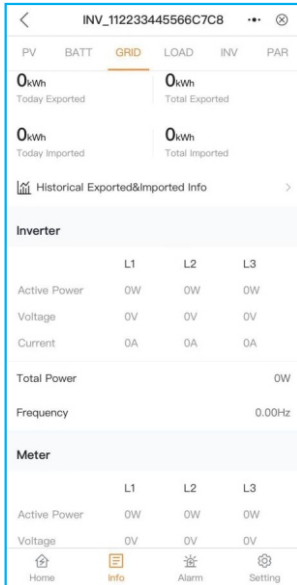 INV_112233445566C7C8
PV BATT GRID LOAD INV PAR
0kWh 0kWh
Today Exported Total Exported
0kWh 0kWh
Today Imported Total Imported
Historical Exported&Imported Info
Inverter
L1 L2 L3
Active Power 0W 0W 0W
Voltage 0V 0V 0V
Current 0A 0A 0A
Total Power 0W
Frequency 0.00Hz
Meter
L1 L2 L3
Active Power 0W 0W 0W
Voltage 0V 0V 0V
Home Info Alarm Setting